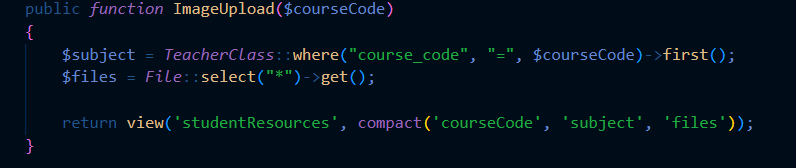 public function ImageUpload($courseCode)
{
$subject = TeacherClass::where("course_code", "=", $courseCode)->first();
$files = File::select("*")->get();
return view('studentResources', compact('courseCode', 'subject', 'files'));
}